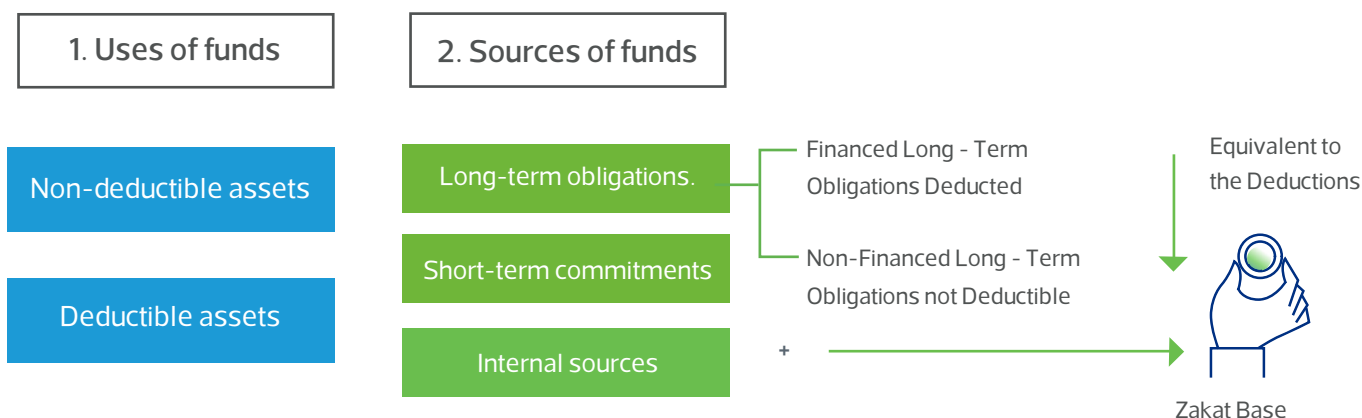 1. Uses of funds
2. Sources of funds
Non-deductible assets
Deductible assets
Long-term obligations.
Short-term commitments
Internal sources
Financed Long - Term
Obligations Deducted
Non-Financed Long - Term
Obligations not Deductible
+
Equivalent to
the Deductions
Zakat Base